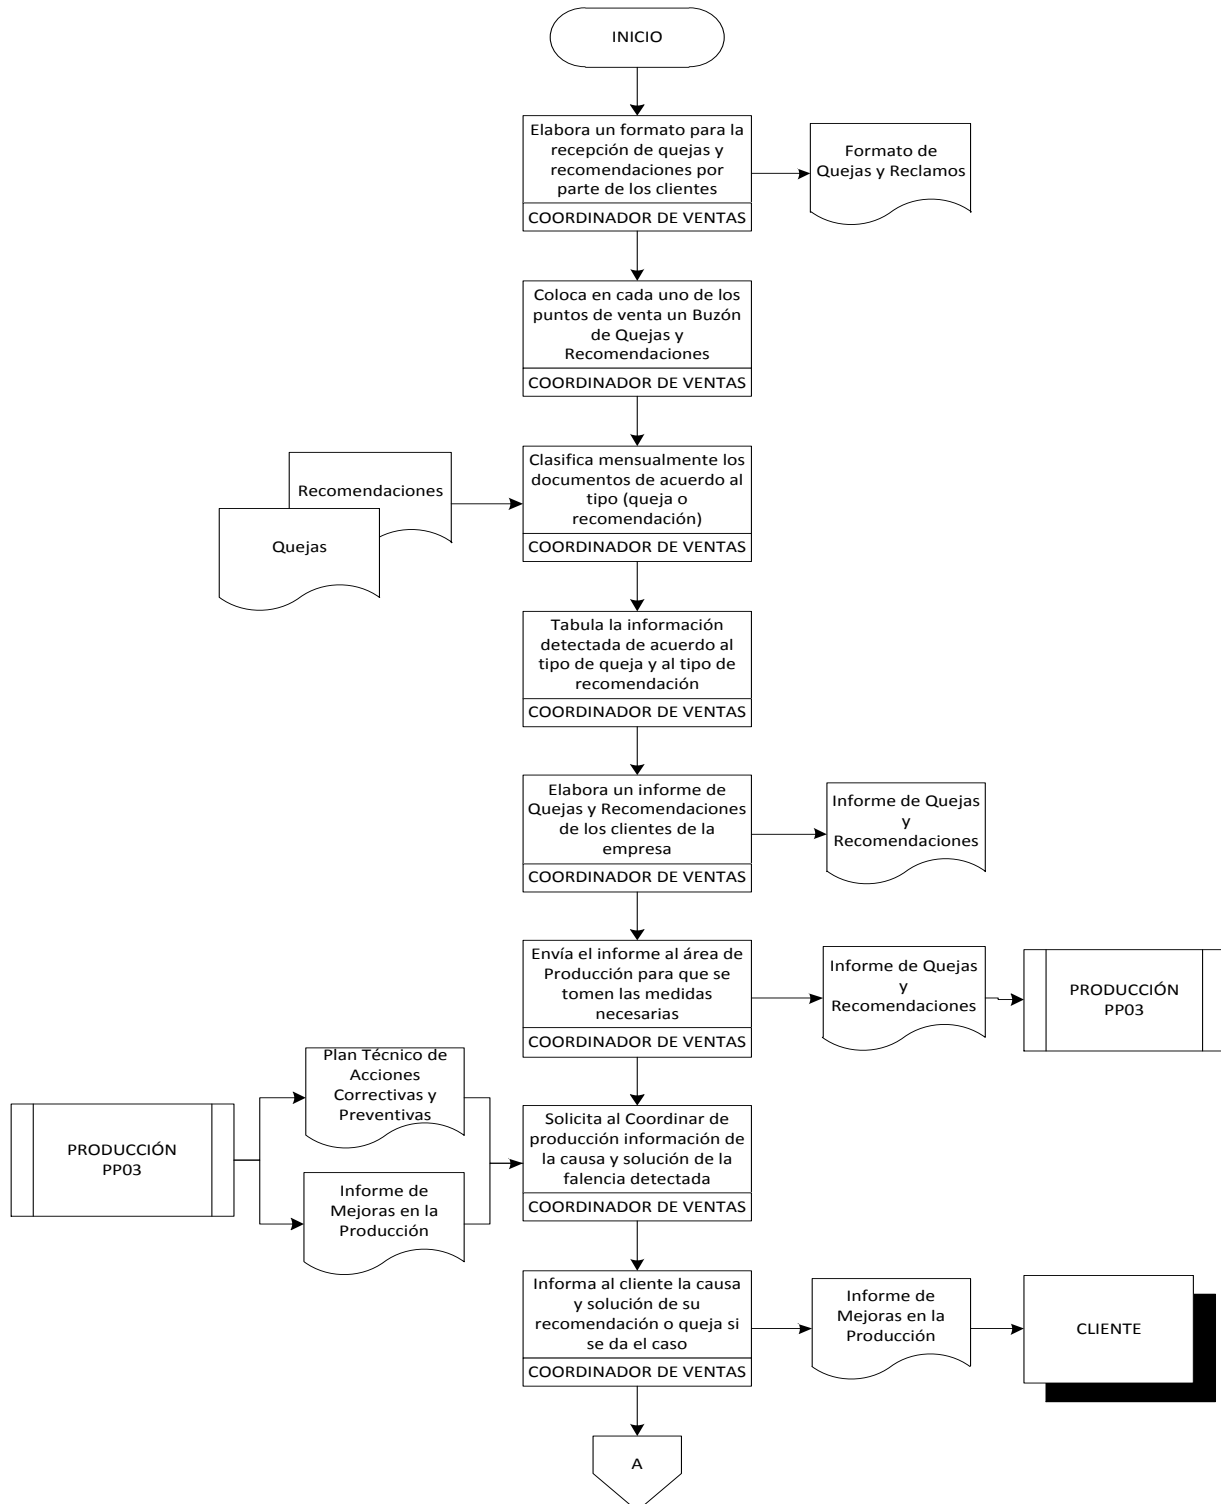 INICIO
Elabora un formato para la
recepción de quejas y
recomendaciones por
parte de los clientes
COORDINADOR DE VENTAS
Formato de
Quejas y Reclamos
Coloca en cada uno de los
puntos de venta un Buzón
de Quejas y
Recomendaciones
COORDINADOR DE VENTAS
Recomendaciones
Quejas
Clasifica mensualmente los
documentos de acuerdo al
tipo (queja o
recomendación)
COORDINADOR DE VENTAS
Tabula la información
detectada de acuerdo al
tipo de queja y al tipo de
recomendación
COORDINADOR DE VENTAS
Elabora un informe de
Quejas y Recomendaciones
de los clientes de la
empresa
COORDINADOR DE VENTAS
Informe de Quejas
y
Recomendaciones
Envía el informe al área de
Producción para que se
tomen las medidas
necesarias
COORDINADOR DE VENTAS
Informe de Quejas
y
Recomendaciones
PRODUCCIÓN
PP03
PRODUCCIÓN
PP03
Plan Técnico de
Acciones
Correctivas y
Preventivas
Informe de
Mejoras en la
Producción
Solicita al Coordinar de
producción información de
la causa y solución de la
falencia detectada
COORDINADOR DE VENTAS
Informa al cliente la causa
y solución de su
recomendación o queja si
se da el caso
COORDINADOR DE VENTAS
Informe de
Mejoras en la
Producción
CLIENTE
A